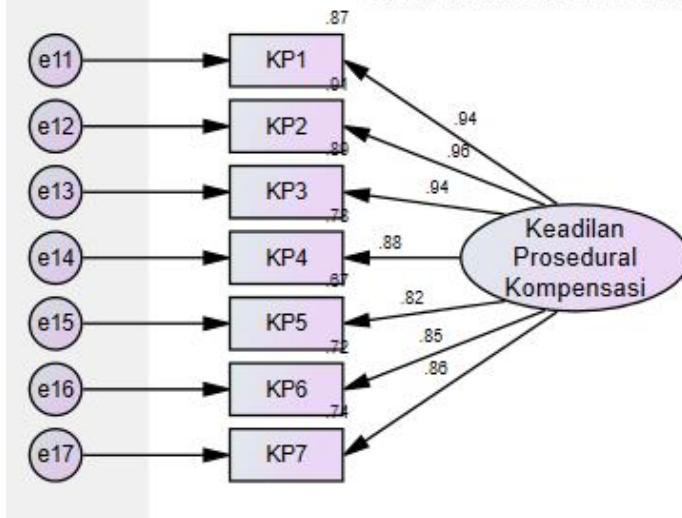 .87
e11 KP1
.94
.91
e12 KP2
.96
.89
e13 KP3
.94
.78
e14 KP4
.88
Keadilan
Prosedural
Kompensasi
.67
e15 KP5
.82
.72
e16 KP6
.85
.74
e17 KP7
.86